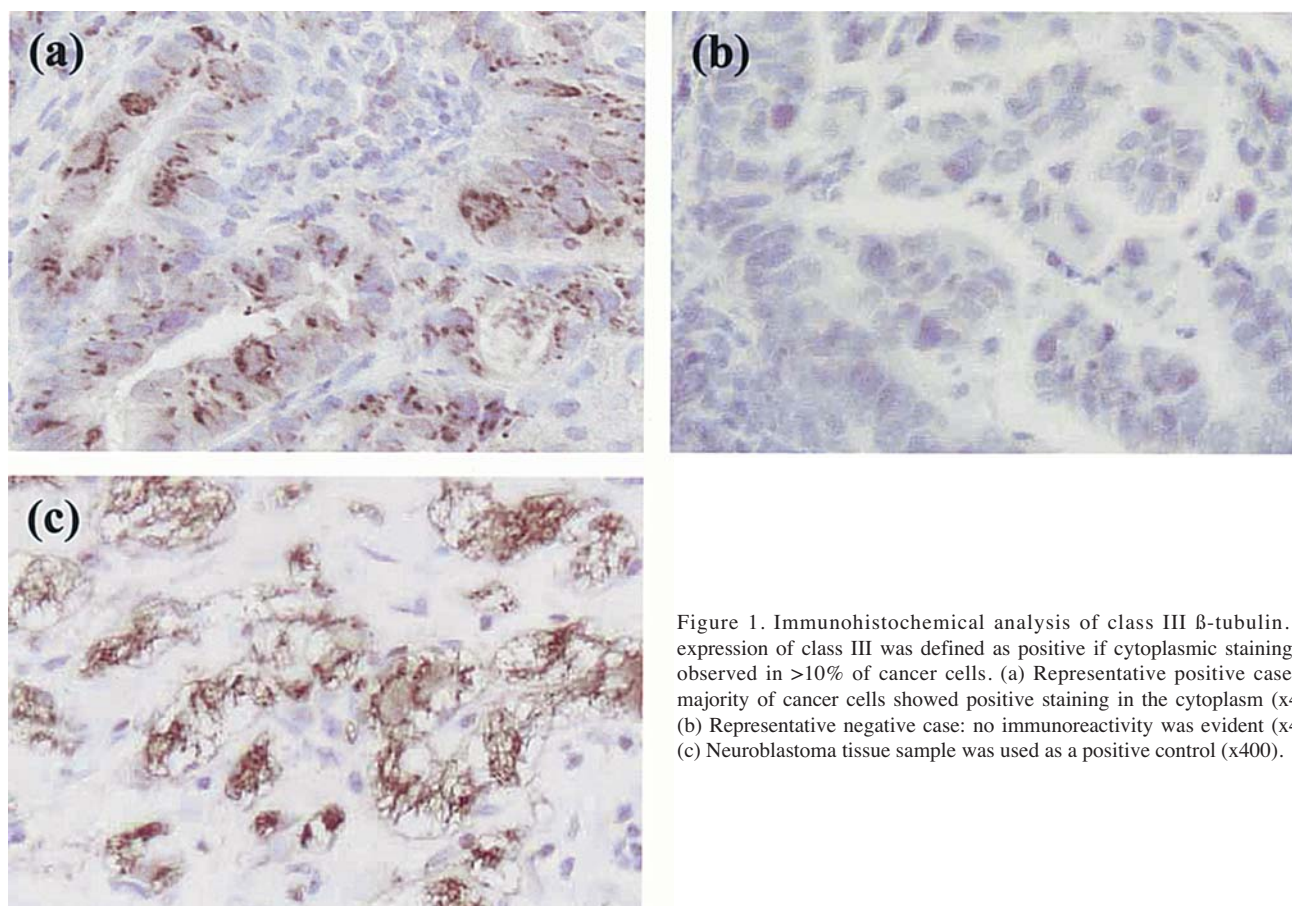 (a)
(b)
(c)
Figure 1. Immunohistochemical analysis of class III ß-tubulin.
expression of class III was defined as positive if cytoplasmic staining
observed in >10% of cancer cells. (a) Representative positive case
majority of cancer cells showed positive staining in the cytoplasm
(b) Representative negative case: no immunoreactivity was evident
(c) Neuroblastoma tissue sample was used as a positive control (x400).